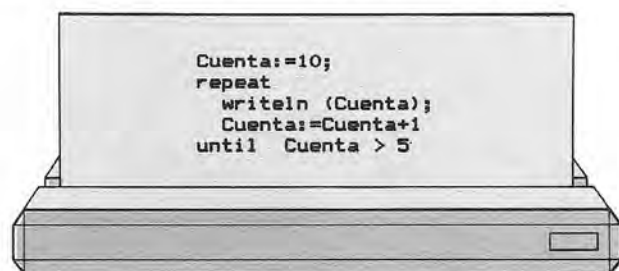 Cuenta:=10;
repeat
writeln (Cuenta);
Cuenta:=Cuenta+1
until Cuenta > 5